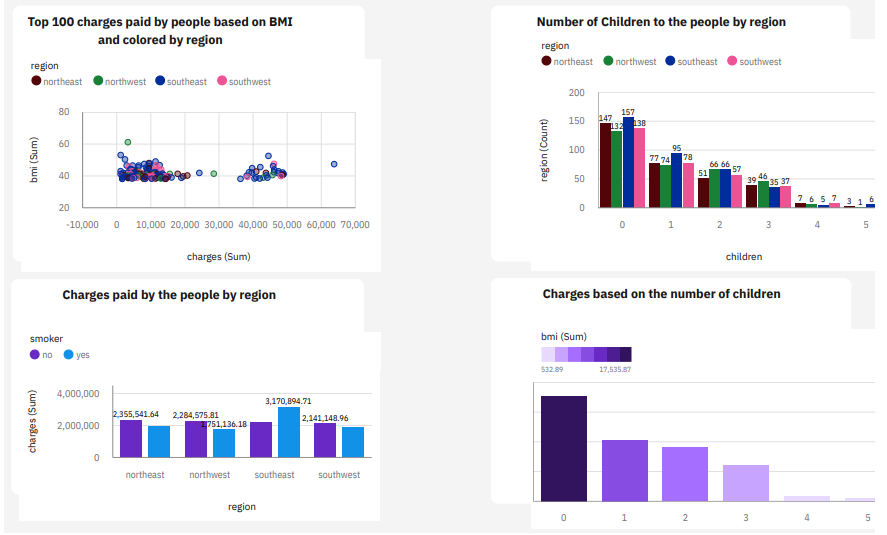 Top 100 charges paid by people based on BMI
and colored by region
region
northeast northwest southeast southwest
80
60
40
20
bmi (Sum)
-10,000 0 10,000 20,000 30,000 40,000 50,000 60,000 70,000
charges (Sum)
Number of Children to the people by region
region
northeast northwest southeast southwest
200
150
100
50
0
region (Count)
147 132 157 138
77 74 95 78
51 66 66 57
39 46 35 37
7 6 5 7
3 1 6
0 1 2 3 4 5
children
Charges paid by the people by region
smoker
no yes
4,000,000
2,000,000
0
charges (Sum)
2,355,541.64 2,284,575.81 1,751,136.18 3,170,894.71 2,141,148.96
northeast northwest southeast southwest
region
Charges based on the number of children
bmi (Sum)
532.89 17,535.87
0 1 2 3 4 5